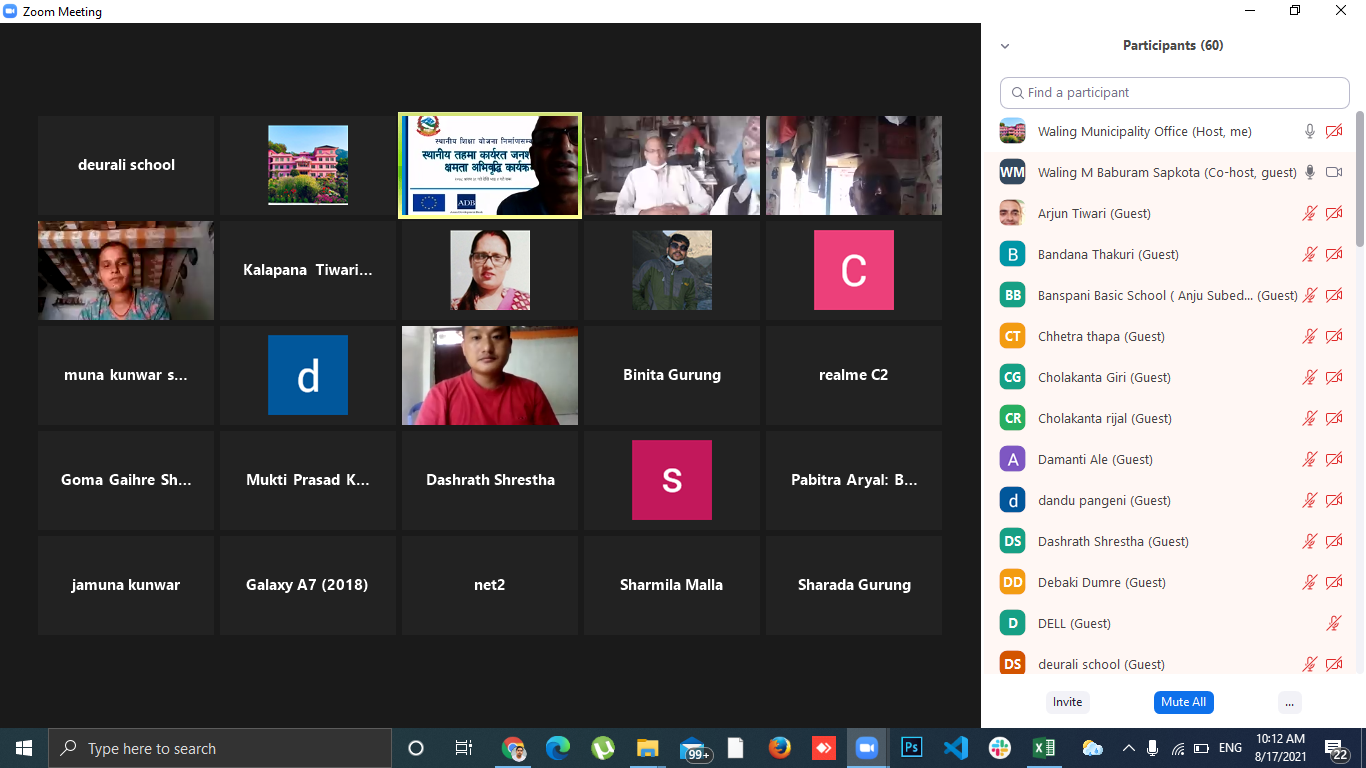 Zoom Meeting
deurali school
स्थानीय शिक्षा योजना निर्माणसम्ब
स्थानीय तहमा कार्यरत जनश
क्षमता अभिवृद्धि कार्यक्र
ADB
Kalapana Tiwari...
C
muna kunwar s...
d
Binita Gurung
realme C2
Goma Gaihre Sh...
Mukti Prasad K...
Dashrath Shrestha
s
Pabitra Aryal: B...
jamuna kunwar
Galaxy A7 (2018)
net2
Sharmila Malla
Sharada Gurung
Participants (60)
Find a participant
Waling Municipality Office (Host, me)
WM Waling M Baburam Sapkota (Co-host, guest)
Arjun Tiwari (Guest)
B Bandana Thakuri (Guest)
BB Banspani Basic School ( Anju Subed... (Guest)
CT Chhetra thapa (Guest)
CG Cholakanta Giri (Guest)
CR Cholakanta rijal (Guest)
A Damanti Ale (Guest)
d dandu pangeni (Guest)
DS Dashrath Shrestha (Guest)
DD Debaki Dumre (Guest)
D DELL (Guest)
DS deurali school (Guest)
Invite
Mute All
...
Type here to search
99+
Ps
ENG
10:12 AM
8/17/2021
22